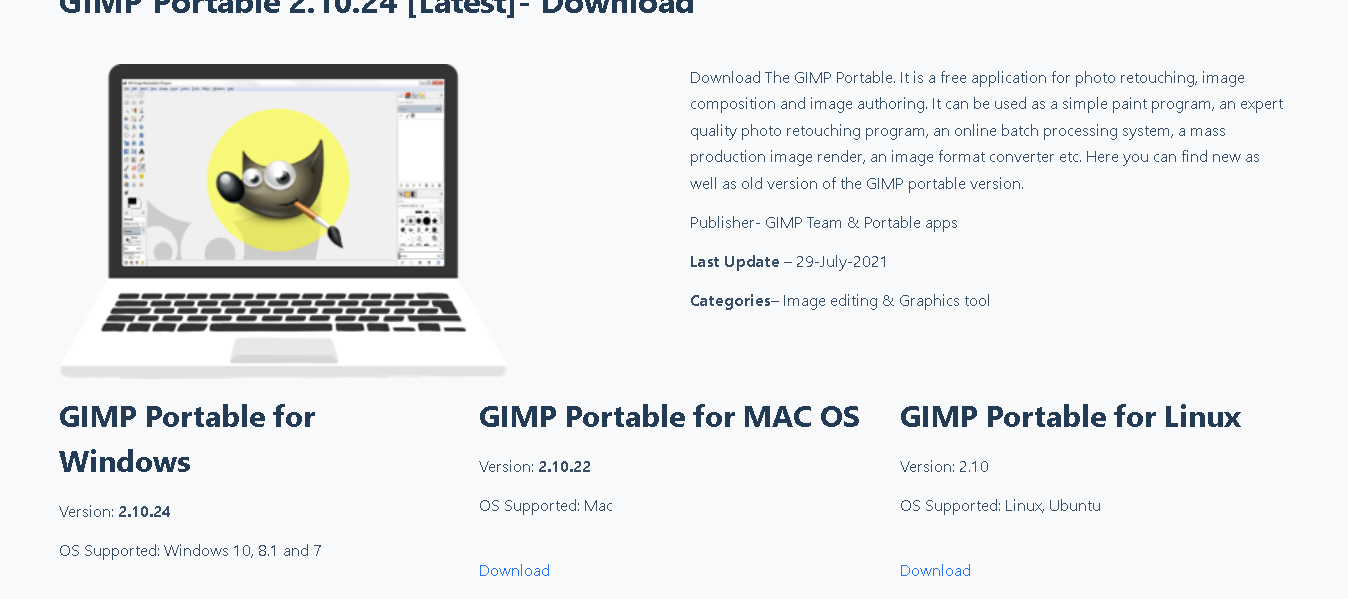 GIMP Portable 2.10.24 [Latest]- Download
Download The GIMP Portable. It is a free application for photo retouching, image
composition and image authoring. It can be used as a simple paint program, an expert
quality photo retouching program, an online batch processing system, a mass
production image render, an image format converter etc. Here you can find new as
well as old version of the GIMP portable version.
Publisher- GIMP Team & Portable apps
Last Update – 29-July-2021
Categories– Image editing & Graphics tool
GIMP Portable for
Windows
Version: 2.10.24
OS Supported: Windows 10, 8.1 and 7
GIMP Portable for MAC OS
Version: 2.10.22
OS Supported: Mac
Download
GIMP Portable for Linux
Version: 2.10
OS Supported: Linux, Ubuntu
Download